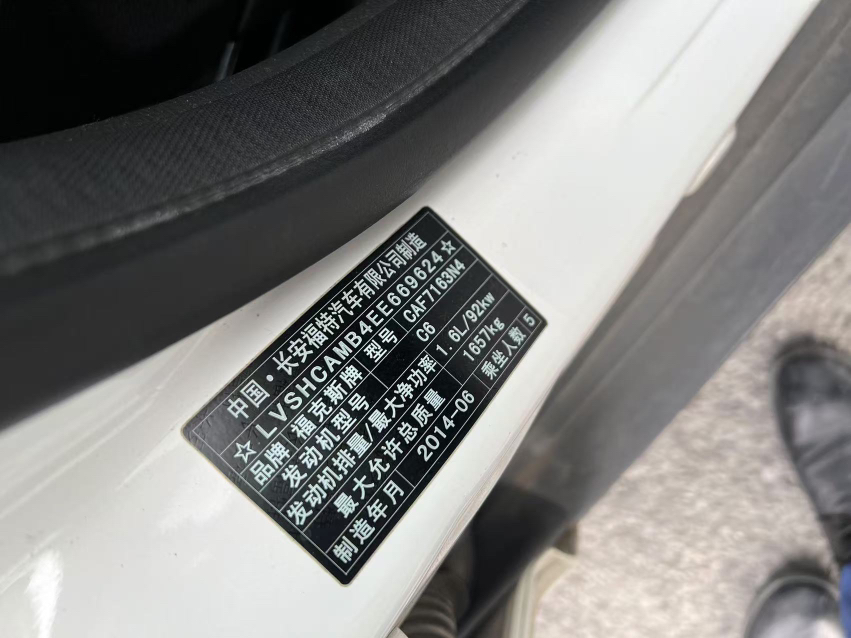 中国·长安福特汽车有限公司制造
☆LVSHCAMB4EE669624☆
品牌 福克斯牌 型号 CAF7163N4
发动机型号 C6
发动机排量/最大净功率 1.6L/92kw
最大允许总质量 1657kg
制造年月 2014-06 乘坐人数 5